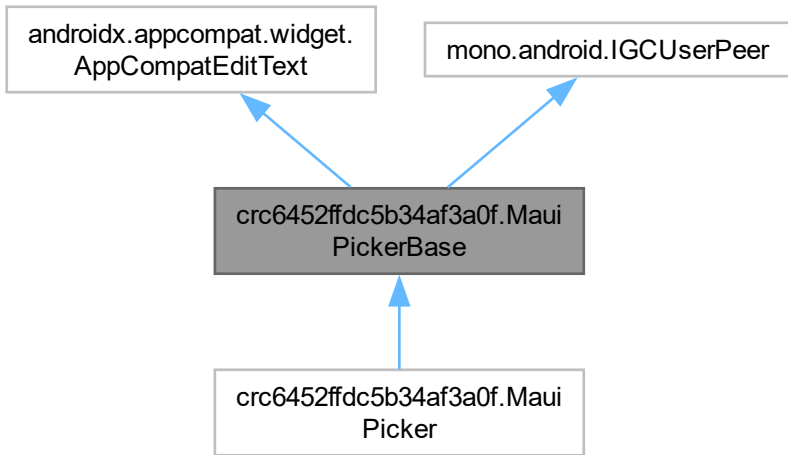 androidx.appcompat.widget.
AppCompatEditText
mono.android.IGCUserPeer
crc6452ffdc5b34af3a0f.Maui
PickerBase
crc6452ffdc5b34af3a0f.Maui
Picker